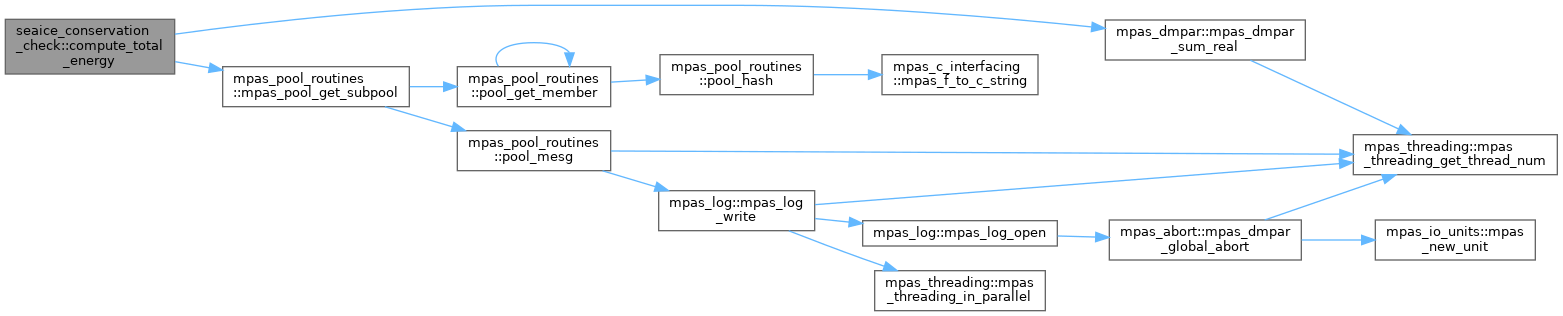 seaice_conservation
_check::compute_total
_energy
mpas_pool_routines
::mpas_pool_get_subpool
mpas_pool_routines
::pool_get_member
mpas_pool_routines
::pool_hash
mpas_c_interfacing
::mpas_f_to_c_string
mpas_dmpar::mpas_dmpar
_sum_real
mpas_pool_routines
::pool_mesg
mpas_threading::mpas
_threading_get_thread_num
mpas_log::mpas_log
_write
mpas_log::mpas_log_open
mpas_abort::mpas_dmpar
_global_abort
mpas_io_units::mpas
_new_unit
mpas_threading::mpas
_threading_in_parallel